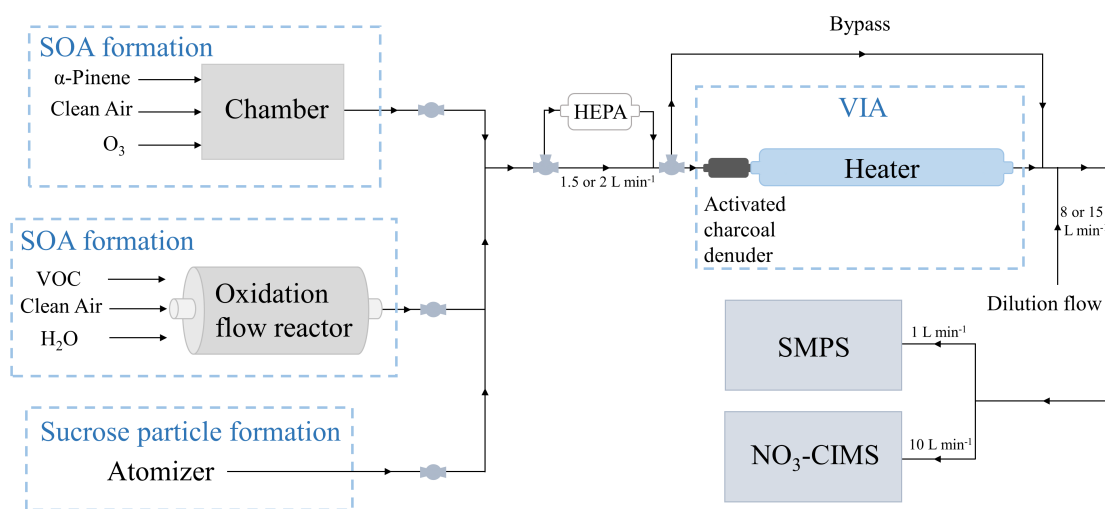 SOA formation
α-Pinene
Clean Air
O₃
Chamber
HEPA
1.5 or 2 L min⁻¹
Bypass
VIA
Heater
Activated
charcoal
denuder
8 or 15
L min⁻
Dilution flow
SOA formation
VOC
Clean Air
H₂O
Oxidation
flow reactor
Sucrose particle formation
Atomizer
SMPS
1 L min⁻¹
NO₃-CIMS
10 L min⁻¹